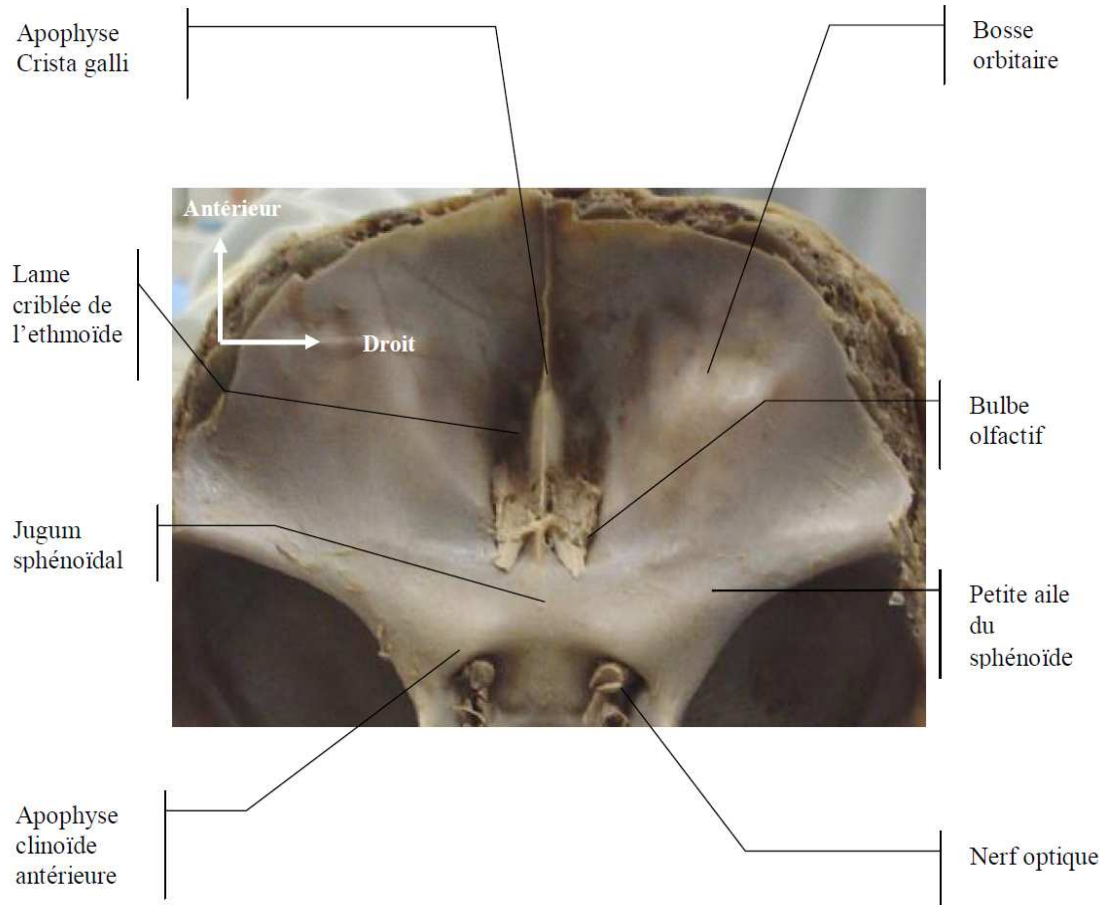 Apophyse
Crista galli
Bosse
orbitaire
Antérieur
Droit
Lame
criblée de
l'ethmoïde
Bulbe
olfactif
Jugum
sphénoïdal
Petite aile
du
sphénoïde
Apophyse
clinoïde
antérieure
Nerf optique